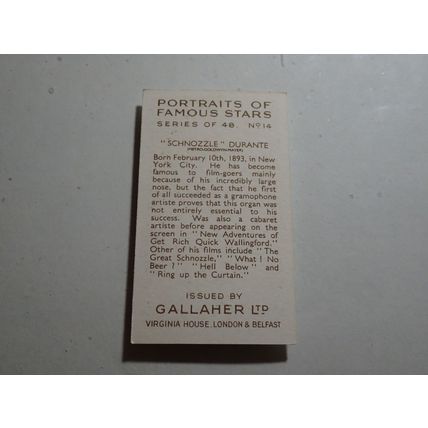 PORTRAITS OF
FAMOUS STARS
SERIES OF 48. Nº 14
"SCHNOZZLE" DURANTE
(METRO-GOLDWYN-MAYER)
Born February 10th, 1893, in New
York City. He has become
famous to film-goers mainly
because of his incredibly large
nose, but the fact that he first
of all succeeded as a gramophone
artiste proves that this organ was
not entirely essential to his
success. Was also a cabaret
artiste before appearing on the
screen in "New Adventures of
Get Rich Quick Wallingford."
Other of his films include "The
Great Schnozzle," "What! No
Beer?" "Hell Below" and
"Ring up the Curtain."
ISSUED BY
GALLAHER LTD
VIRGINIA HOUSE, LONDON & BELFAST